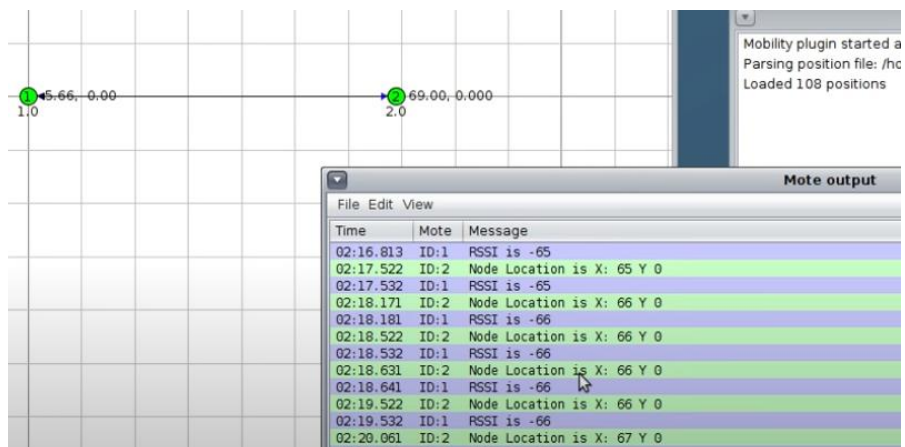 Mobility plugin started a
Parsing position file: /ho
Loaded 108 positions
1 5.66, 0.00
1.0
2 69.00, 0.000
2.0
Mote output
File Edit View
Time Mote Message
02:16.813 ID:1 RSSI is -65
02:17.522 ID:2 Node Location is X: 65 Y 0
02:17.532 ID:1 RSSI is -65
02:18.171 ID:2 Node Location is X: 66 Y 0
02:18.181 ID:1 RSSI is -66
02:18.522 ID:2 Node Location is X: 66 Y 0
02:18.532 ID:1 RSSI is -66
02:18.631 ID:2 Node Location is X: 66 Y 0
02:18.641 ID:1 RSSI is -66
02:19.522 ID:2 Node Location is X: 66 Y 0
02:19.532 ID:1 RSSI is -66
02:20.061 ID:2 Node Location is X: 67 Y 0